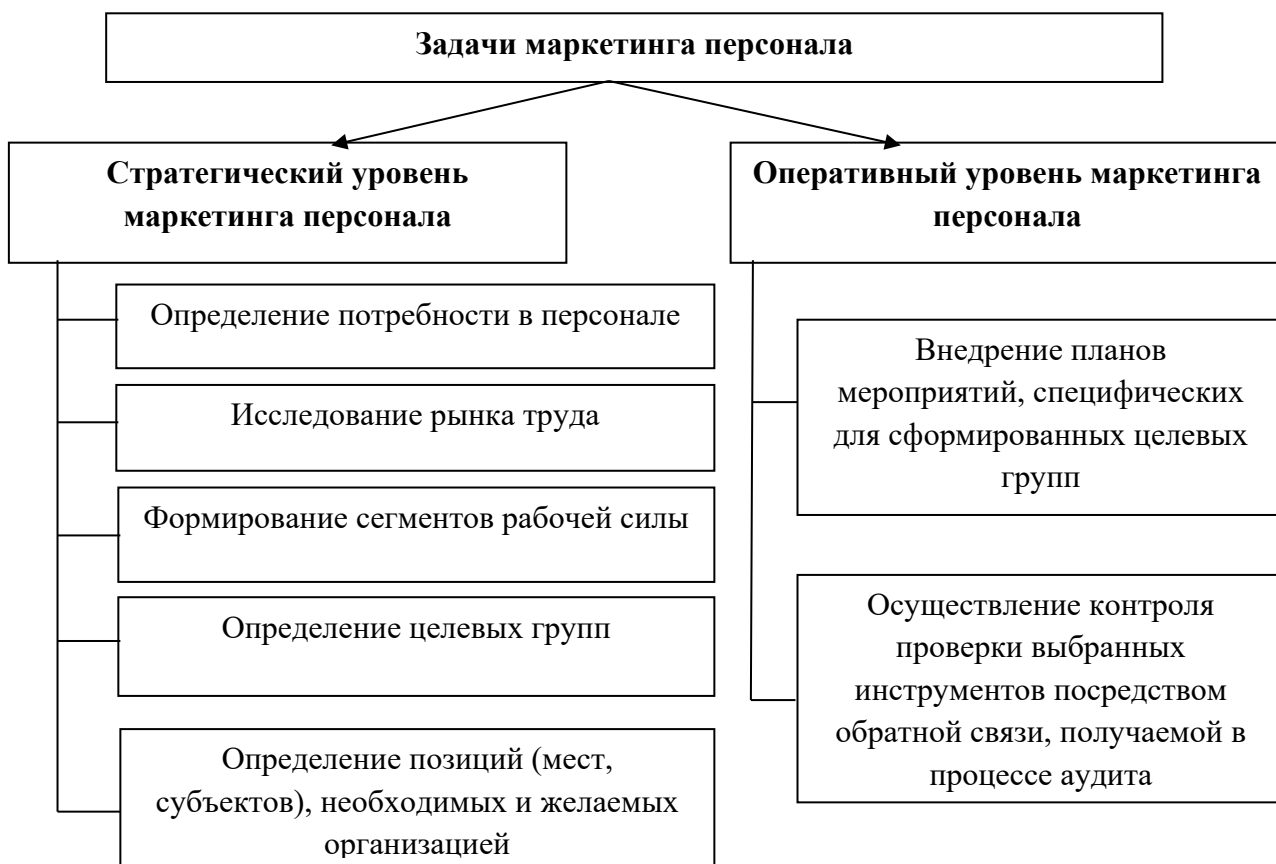 Задачи маркетинга персонала
Стратегический уровень
маркетинга персонала
Определение потребности в персонале
Исследование рынка труда
Формирование сегментов рабочей силы
Определение целевых групп
Определение позиций (мест,
субъектов), необходимых и желаемых
организацией
Оперативный уровень маркетинга
персонала
Внедрение планов
мероприятий, специфических
для сформированных целевых
групп
Осуществление контроля
проверки выбранных
инструментов посредством
обратной связи, получаемой в
процессе аудита